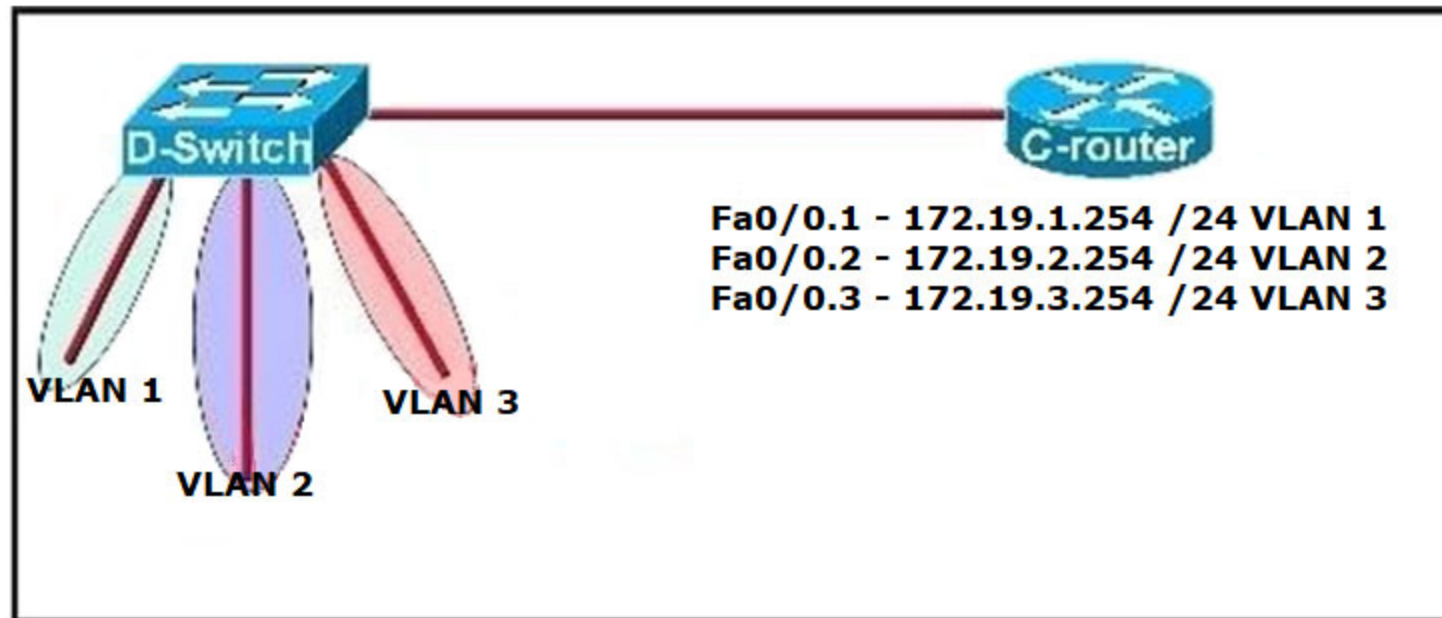 D-Switch
C-router
Fa0/0.1 - 172.19.1.254 /24 VLAN 1
Fa0/0.2 - 172.19.2.254 /24 VLAN 2
Fa0/0.3 - 172.19.3.254 /24 VLAN 3
VLAN 1
VLAN 3
VLAN 2